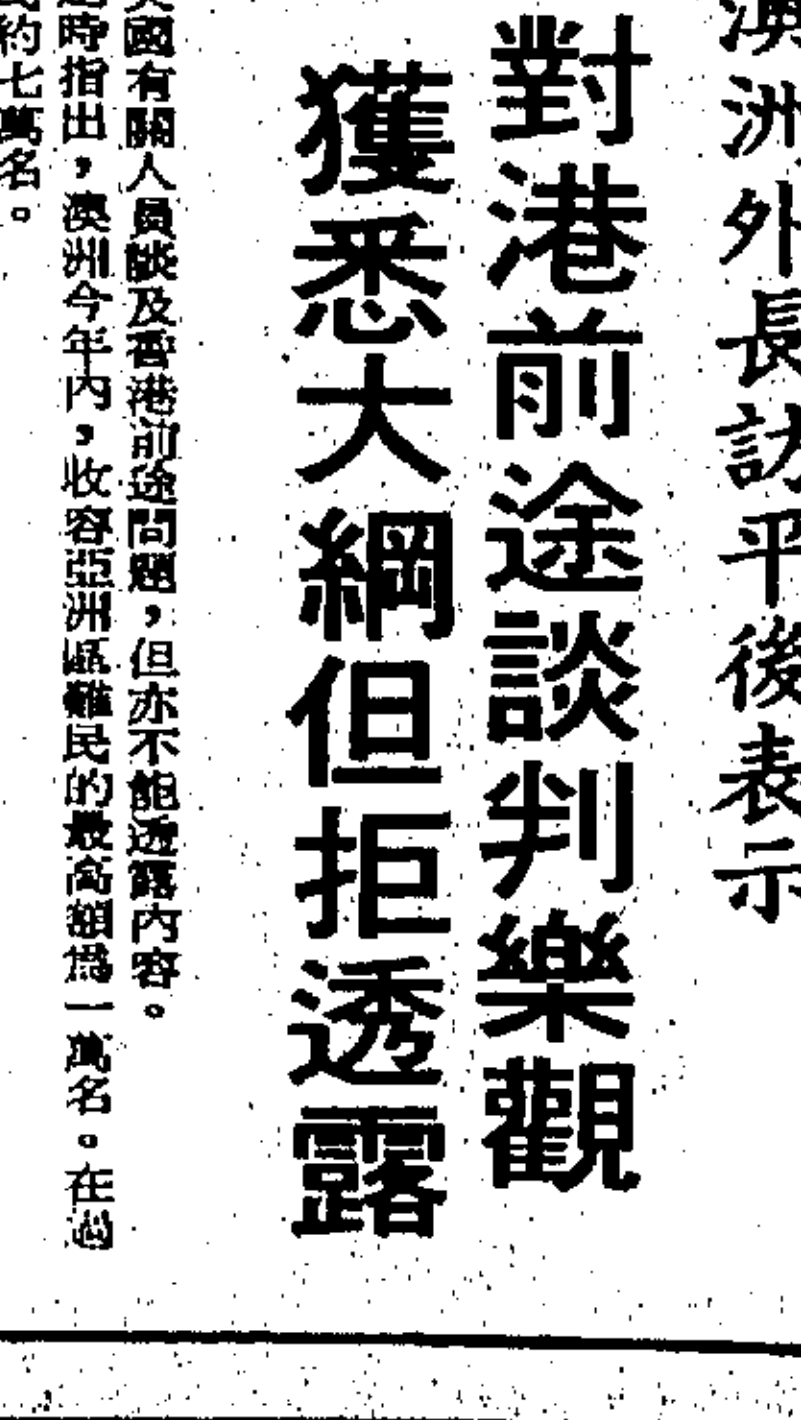 澳洲外長訪平後表示
對港前途談判樂觀
獲悉大綱但拒透露
國有關人員談及香港前途問題，但亦不能透露內容。
時指出，澳洲今年內，收容亞洲區難民的最高額爲一萬名。在過
約七萬名。